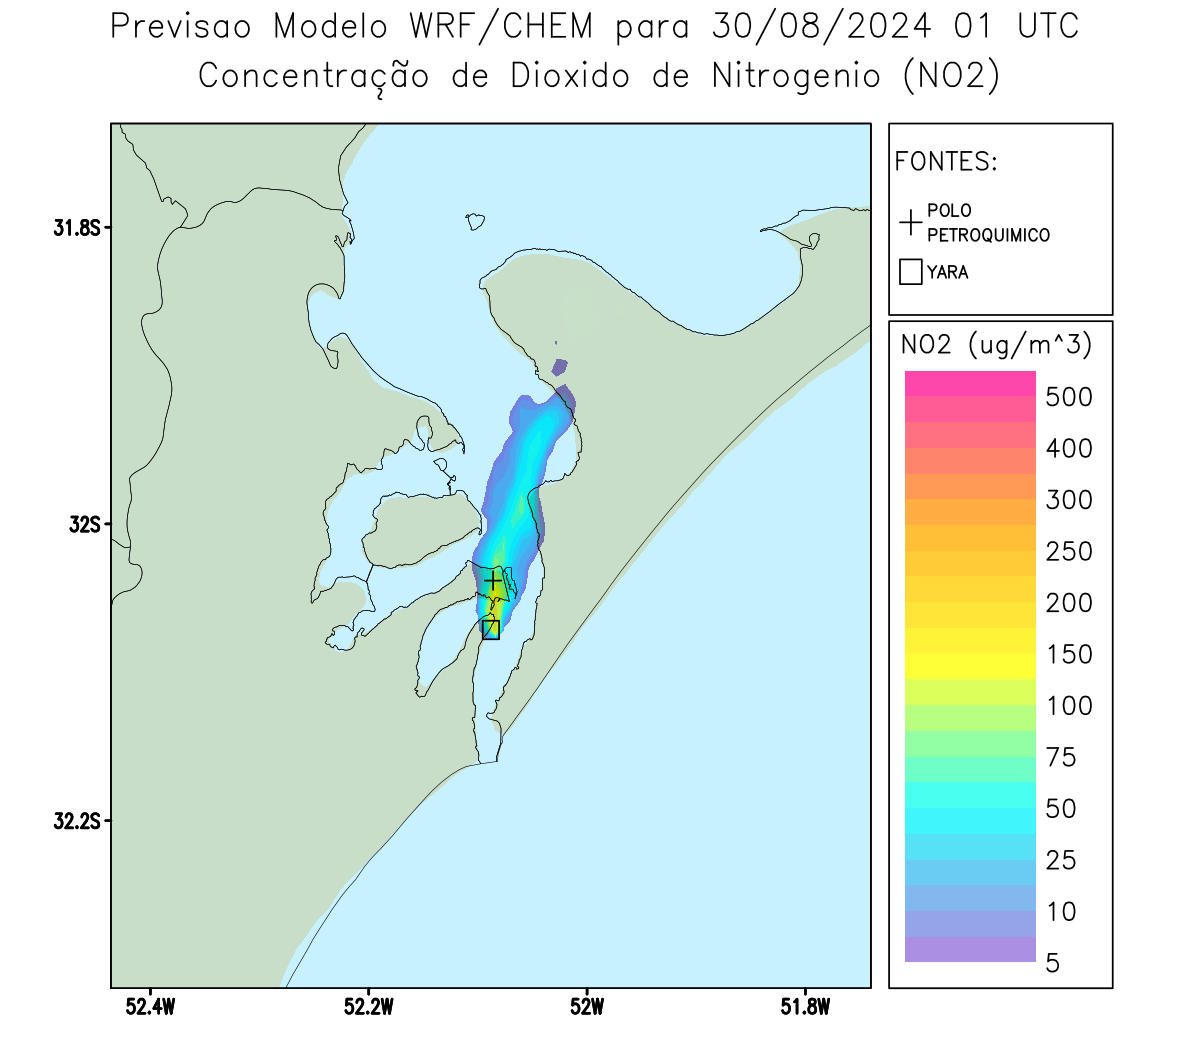 Previsao Modelo WRF/CHEM para 30/08/2024 01 UTC
Concentração de Dioxido de Nitrogenio (NO2)
FONTES:
POLO
PETROQUIMICO
YARA
31.8S
32S
32.2S
52.4W
52.2W
52W
51.8W
NO2 (ug/m^3)
500
400
300
250
200
150
100
75
50
25
10
5